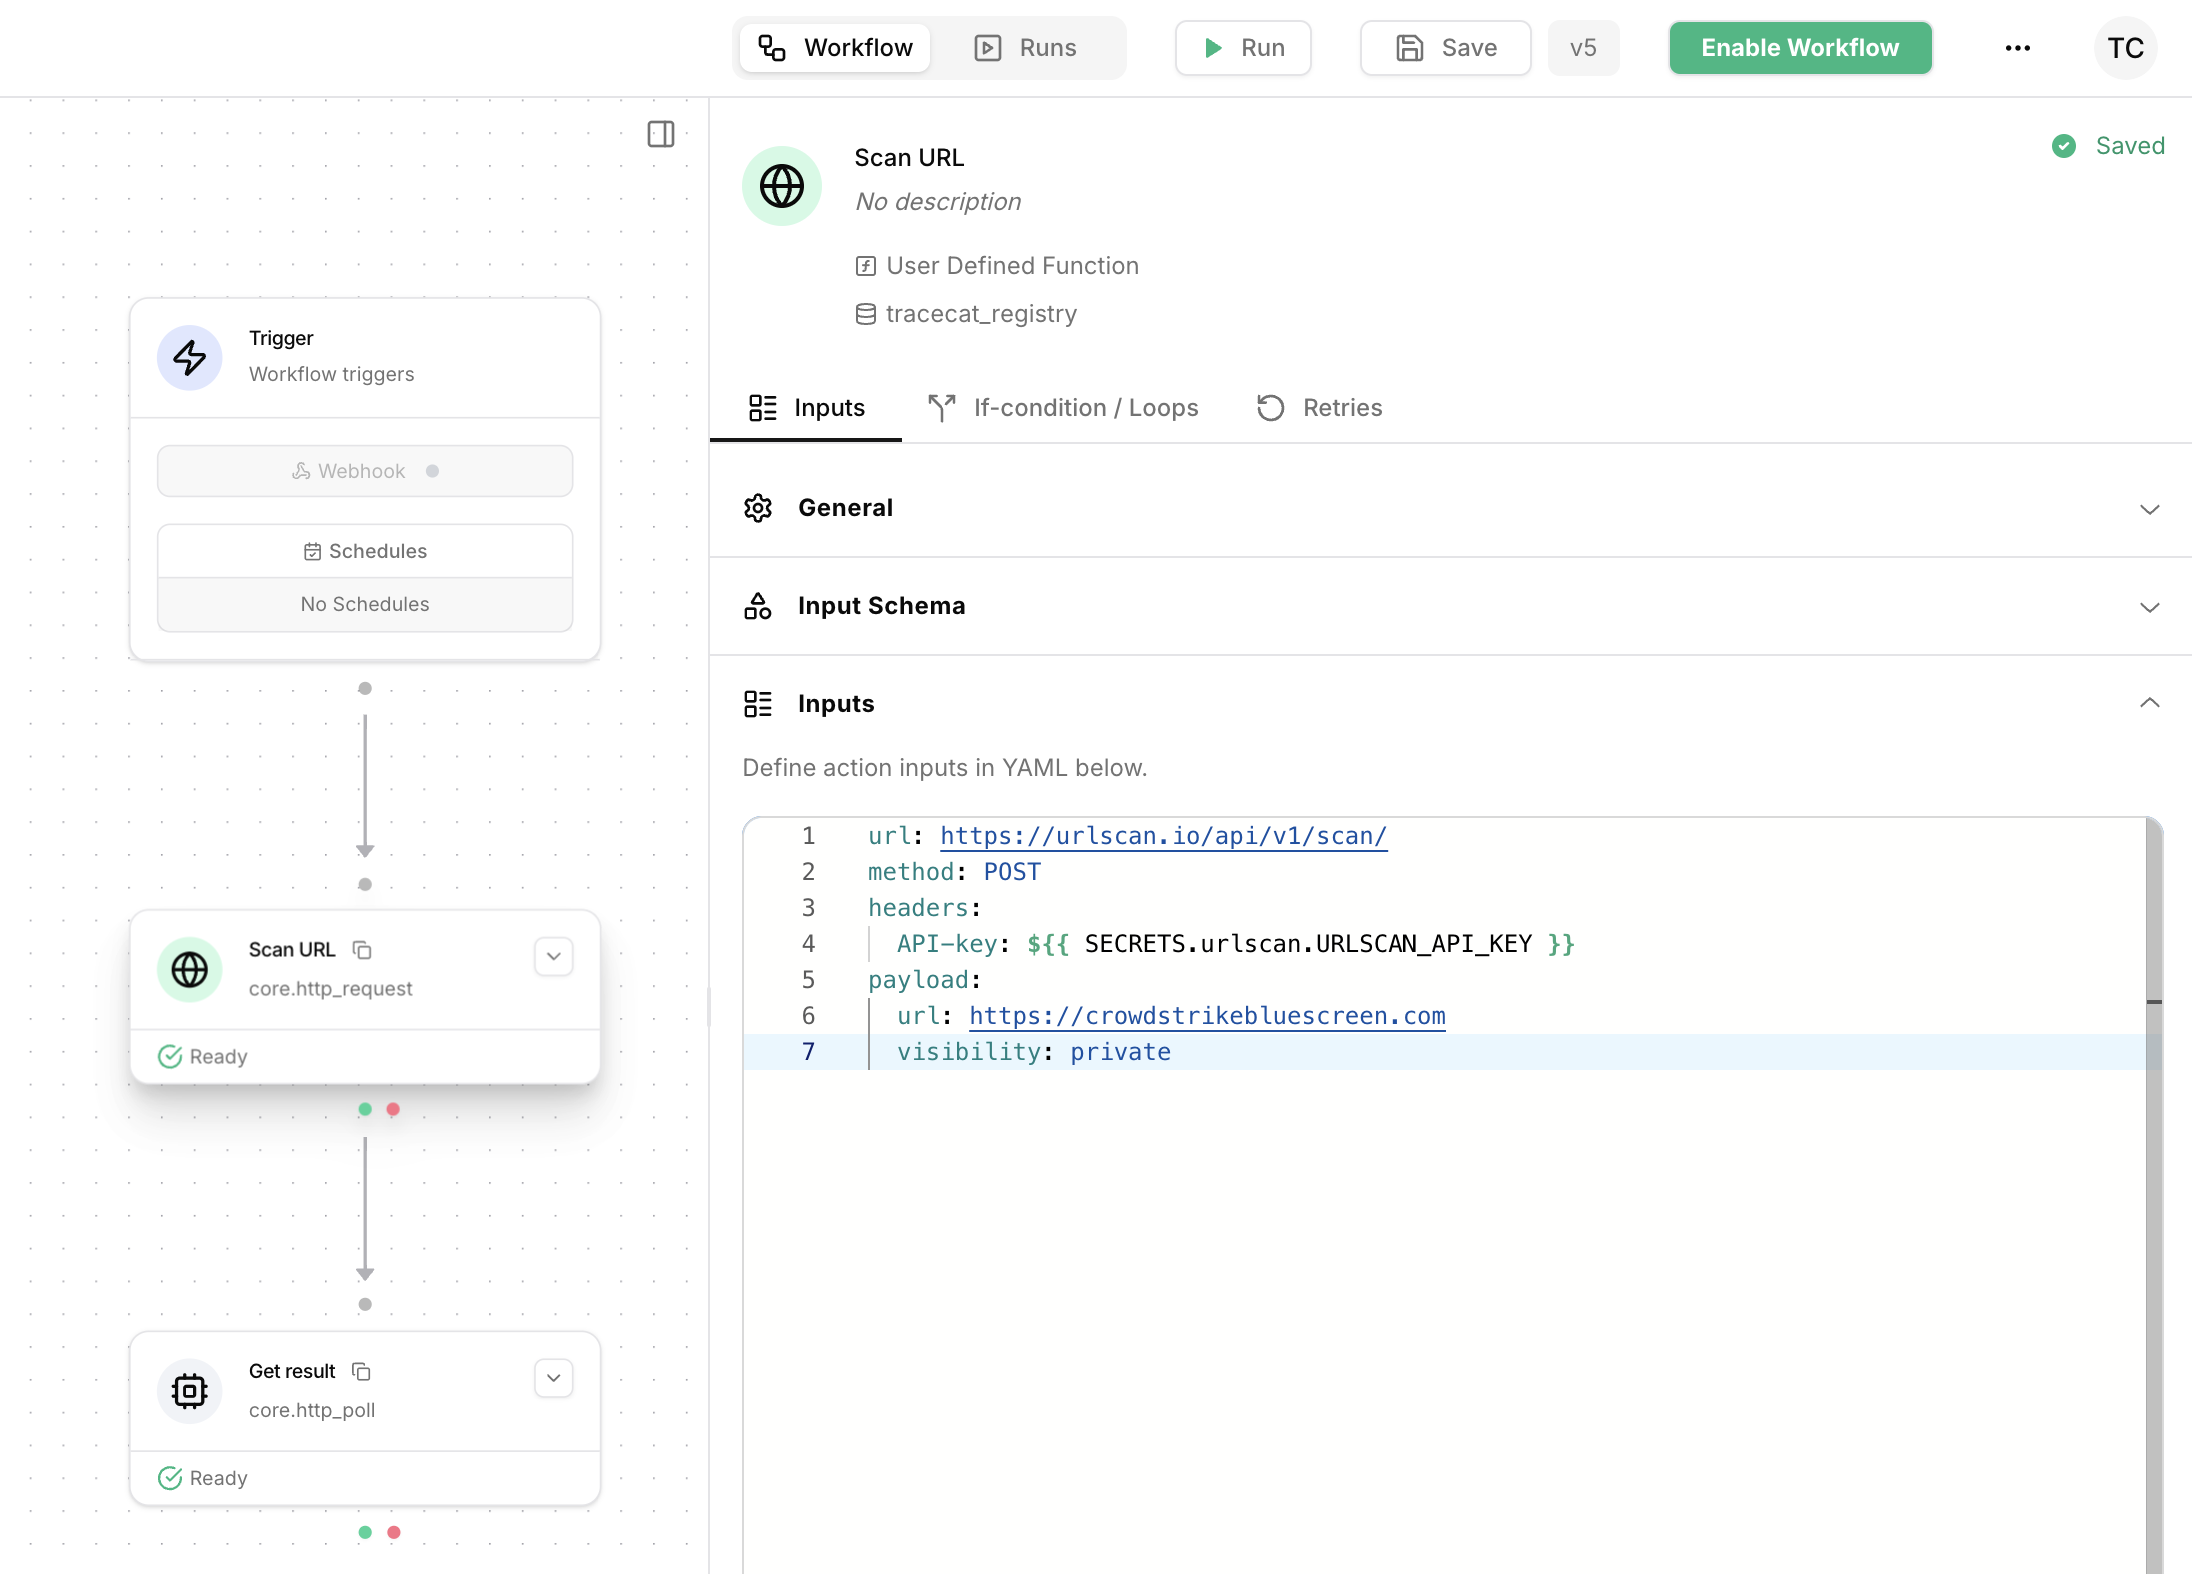 Workflow
Runs
Run
Save
v5
Enable Workflow
TC
Trigger
Workflow triggers
Webhook
Schedules
No Schedules
Scan URL
core.http_request
Ready
Get result
core.http_poll
Ready
Scan URL
Saved
No description
User Defined Function
tracecat_registry
Inputs
If-condition / Loops
Retries
General
Input Schema
Inputs
Define action inputs in YAML below.
1 url: https://urlscan.io/api/v1/scan/
2 method: POST
3 headers:
4 API-key: ${{ SECRETS.urlscan.URLSCAN_API_KEY }}
5 payload:
6 url: https://crowdstrikebluescreen.com
7 visibility: private